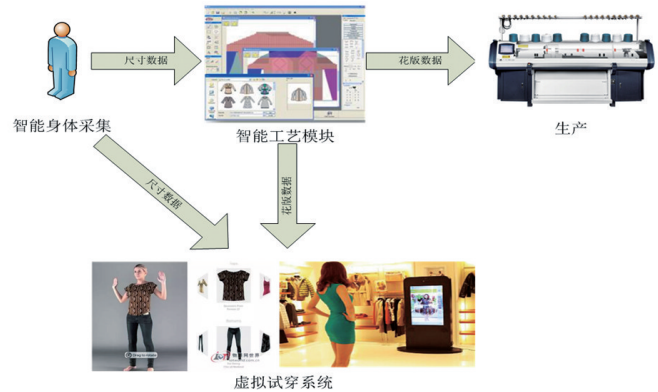 尺寸数据
花版数据
智能身体采集
智能工艺模块
生产
尺寸数据
花版数据
虚拟试穿系统